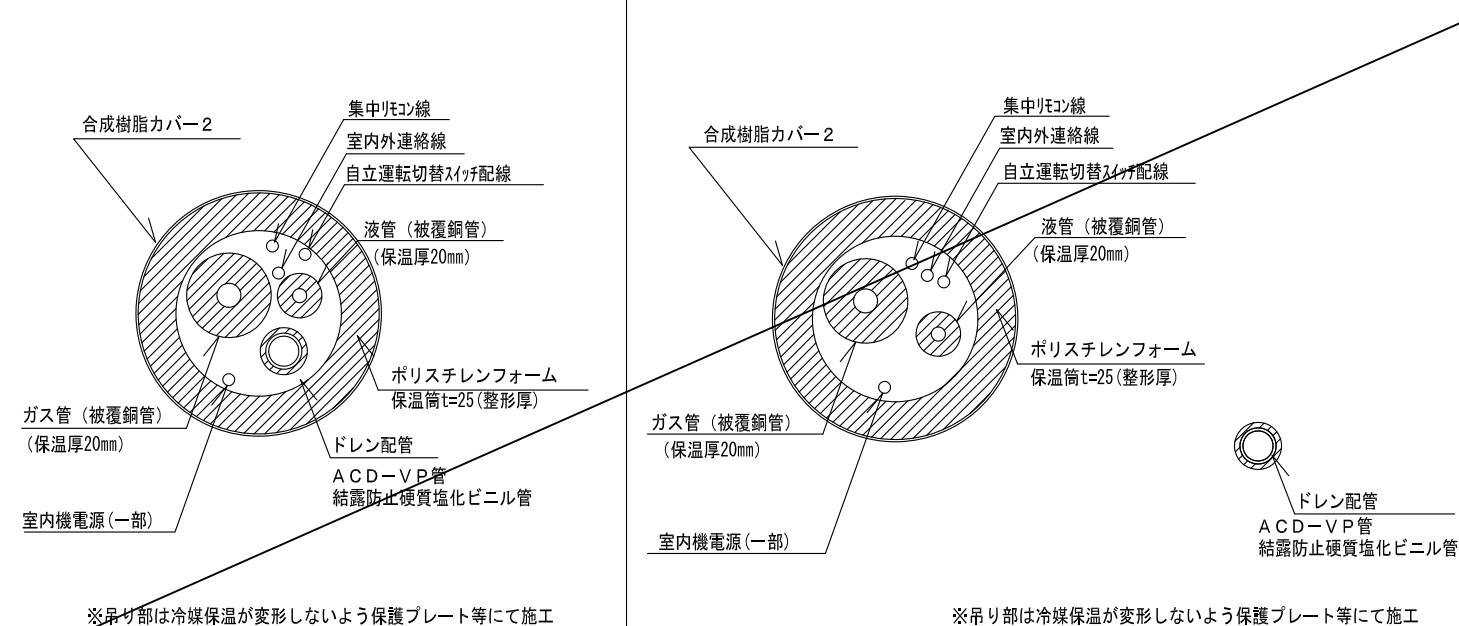 集中ﾘﾓｺﾝ線
合成樹脂カバー２
室内外連絡線
自立運転切替ｽｲｯﾁ配線
液管（被覆銅管）
(保温厚20mm)
ポリスチレンフォーム
保温筒t=25(整形厚)
ガス管（被覆銅管）
(保温厚20mm)
ドレン配管
ＡＣＤ－ＶＰ管
結露防止硬質塩化ビニル管
室内機電源(一部)
※吊り部は冷媒保温が変形しないよう保護プレート等にて施工
集中ﾘﾓｺﾝ線
合成樹脂カバー２
室内外連絡線
自立運転切替ｽｲｯﾁ配線
液管（被覆銅管）
(保温厚20mm)
ポリスチレンフォーム
保温筒t=25(整形厚)
ガス管（被覆銅管）
(保温厚20mm)
ドレン配管
ＡＣＤ－ＶＰ管
結露防止硬質塩化ビニル管
室内機電源(一部)
※吊り部は冷媒保温が変形しないよう保護プレート等にて施工